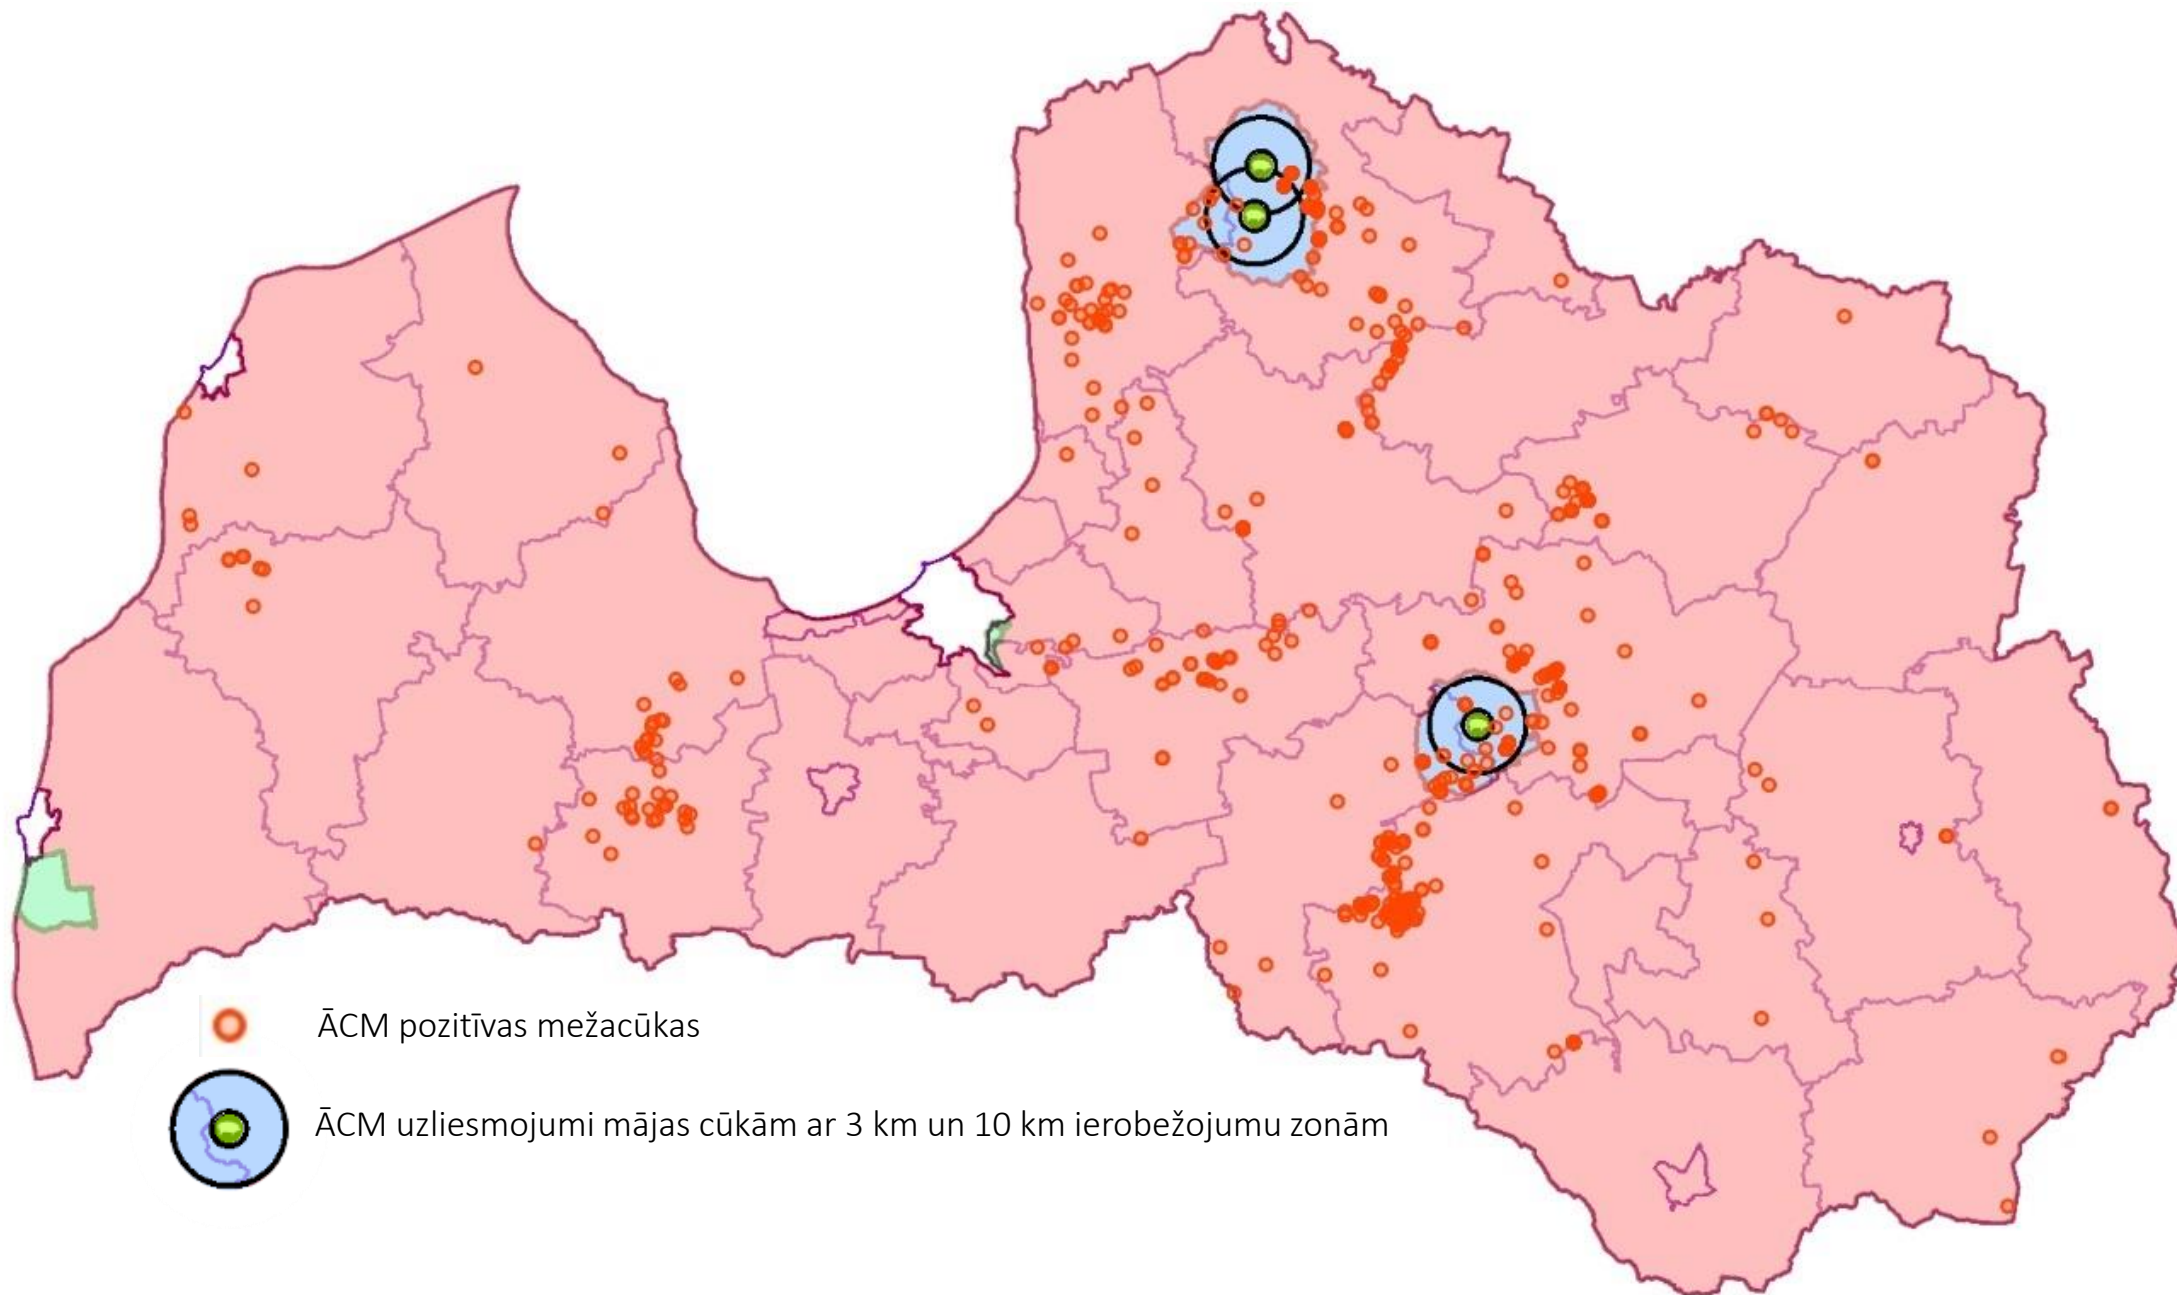 ĀCM pozitīvas mežacūkas
ĀCM uzliesmojumi mājas cūkām ar 3 km un 10 km ierobežojumu zonām